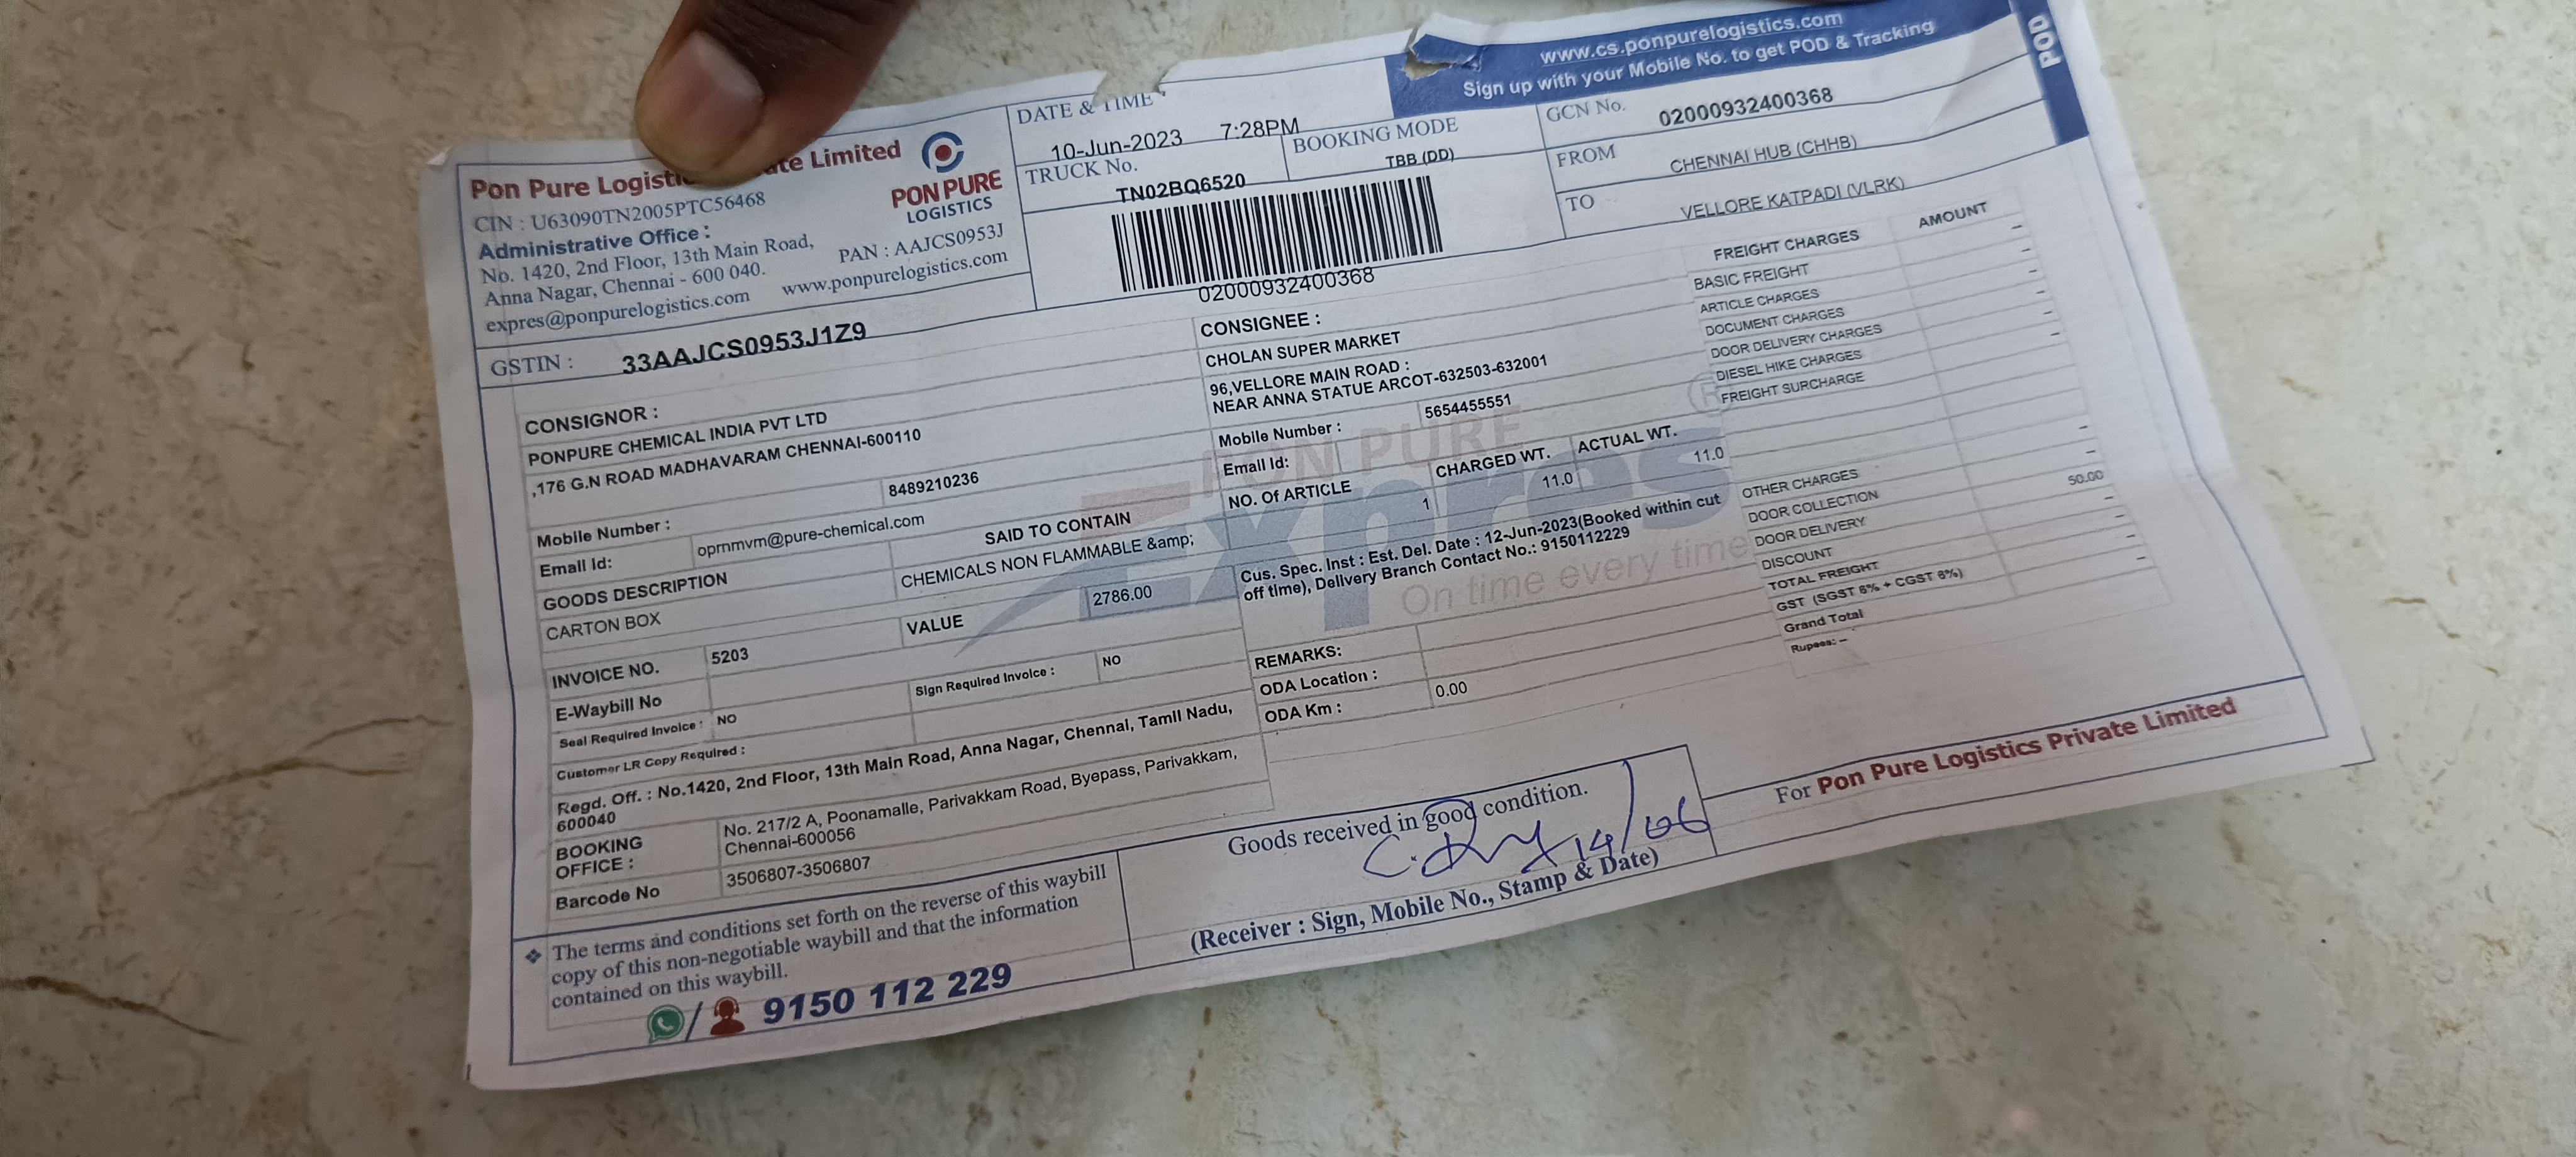 www.cs.ponpurelogistics.com
Sign up with your Mobile No. to get POD & Tracking
POD
Pon Pure Logisti ate Limited
CIN : U63090TN2005PTC56468
Administrative Office :
No. 1420, 2nd Floor, 13th Main Road,
Anna Nagar, Chennai - 600 040.
PAN : AAJCS0953J
expres@ponpurelogistics.com www.ponpurelogistics.com
PON PURE
LOGISTICS
GSTIN : 33AAJCS0953J1Z9
DATE & TIME
10-Jun-2023 7:28PM
TRUCK No.
TN02BQ6520
BOOKING MODE
TBB (DD)
02000932400368
GCN No. 02000932400368
FROM CHENNAI HUB (CHHB)
TO VELLORE KATPADI (VLRK)
CONSIGNOR :
PONPURE CHEMICAL INDIA PVT LTD
,176 G.N ROAD MADHAVARAM CHENNAI-600110
Mobile Number : 8489210236
Email Id: oprnmvm@pure-chemical.com
GOODS DESCRIPTION SAID TO CONTAIN
CARTON BOX CHEMICALS NON FLAMMABLE &amp;
INVOICE NO. 5203 VALUE 2786.00
E-Waybill No
Seal Required Invoice : NO Sign Required Invoice : NO
Customer LR Copy Required :
Regd. Off. : No.1420, 2nd Floor, 13th Main Road, Anna Nagar, Chennai, Tamil Nadu,
600040
BOOKING OFFICE : No. 217/2 A, Poonamalle, Parivakkam Road, Byepass, Parivakkam,
Chennai-600056
Barcode No 3506807-3506807
CONSIGNEE :
CHOLAN SUPER MARKET
96,VELLORE MAIN ROAD :
NEAR ANNA STATUE ARCOT-632503-632001
Mobile Number : 5654455551
Email Id:
NO. Of ARTICLE CHARGED WT. ACTUAL WT.
1 11.0 11.0
Cus. Spec. Inst : Est. Del. Date : 12-Jun-2023(Booked within cut
off time), Delivery Branch Contact No.: 9150112229
REMARKS:
ODA Location :
ODA Km : 0.00
PON PURE
Expres
On time every time
®
FREIGHT CHARGES AMOUNT
BASIC FREIGHT –
ARTICLE CHARGES –
DOCUMENT CHARGES –
DOOR DELIVERY CHARGES –
DIESEL HIKE CHARGES –
FREIGHT SURCHARGE –
OTHER CHARGES –
DOOR COLLECTION –
DOOR DELIVERY 50.00
DISCOUNT –
TOTAL FREIGHT –
GST (SGST 6% + CGST 6%) –
Grand Total –
Rupees: –
The terms and conditions set forth on the reverse of this waybill
copy of this non-negotiable waybill and that the information
contained on this waybill.
/ 9150 112 229
Goods received in good condition.
14/06
(Receiver : Sign, Mobile No., Stamp & Date)
For Pon Pure Logistics Private Limited